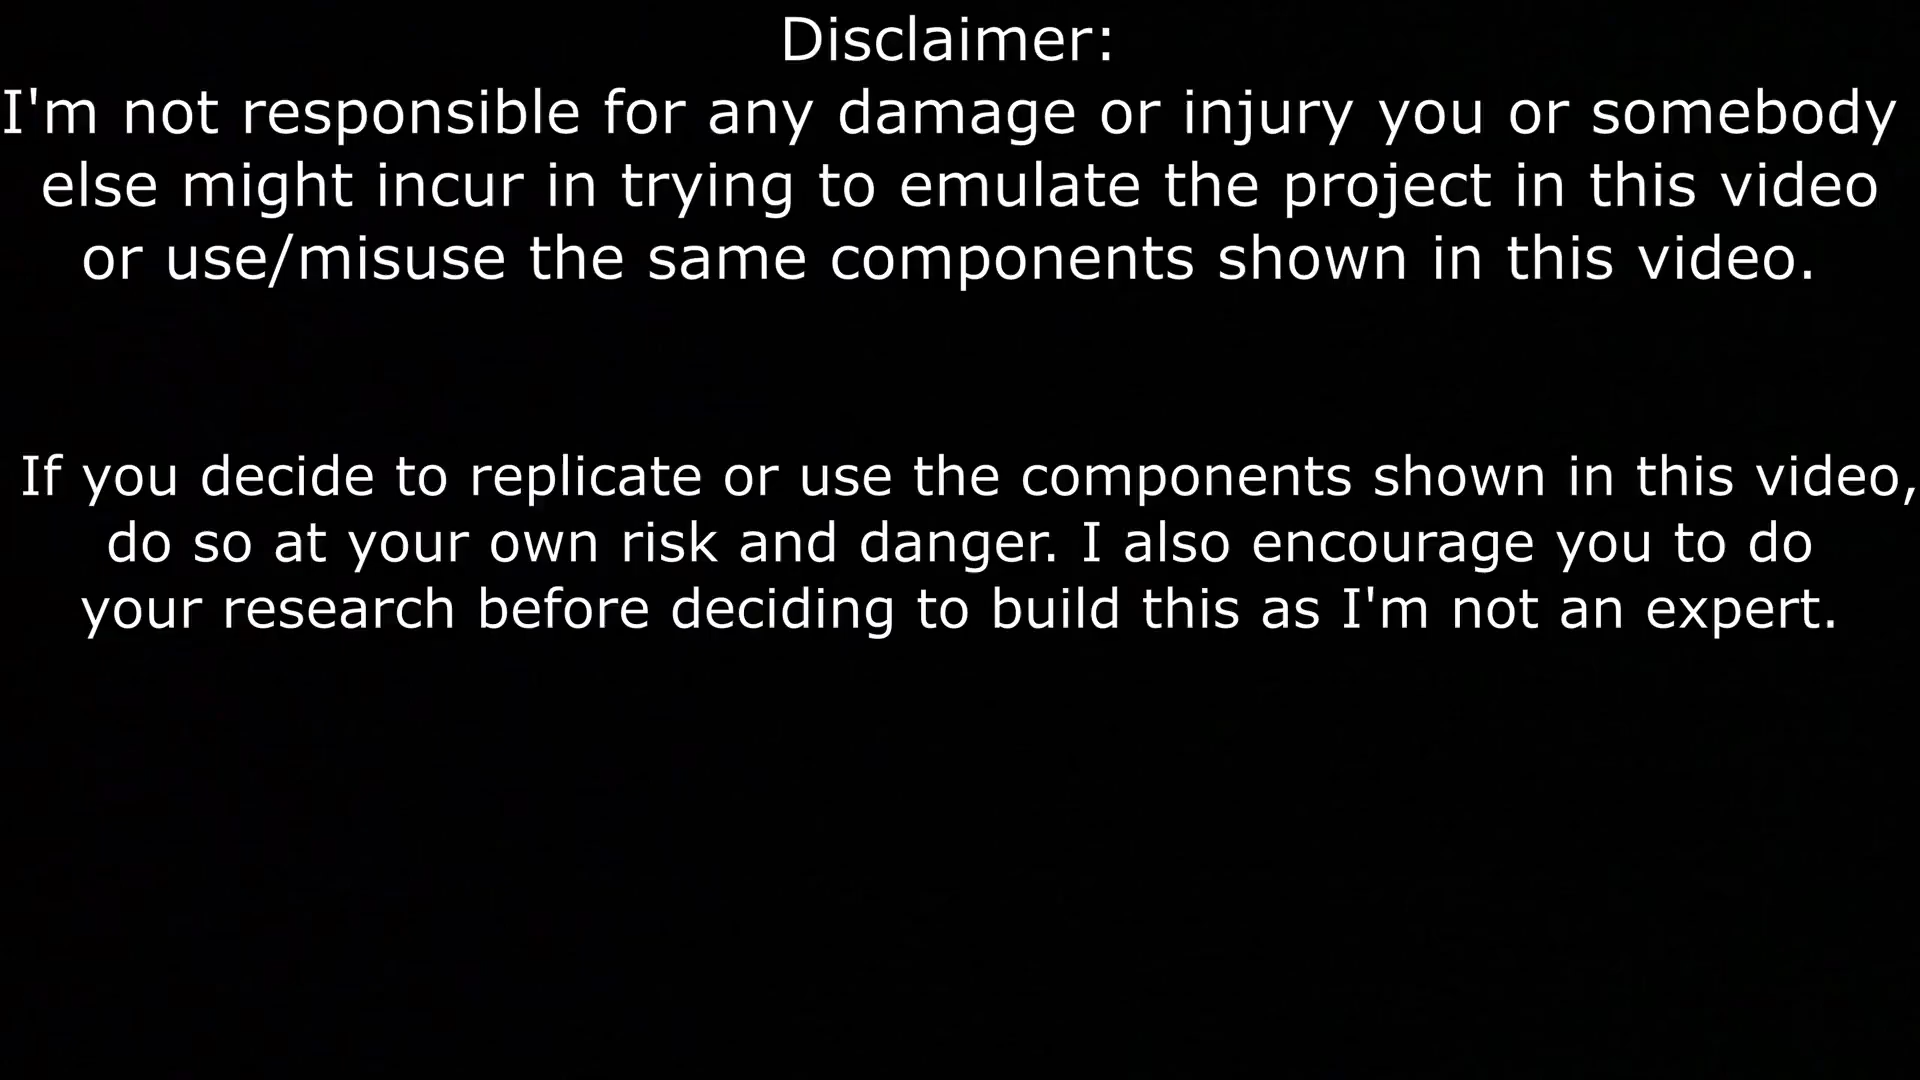 Disclaimer:
I'm not responsible for any damage or injury you or somebody
else might incur in trying to emulate the project in this video
or use/misuse the same components shown in this video.
If you decide to replicate or use the components shown in this video,
do so at your own risk and danger. I also encourage you to do
your research before deciding to build this as I'm not an expert.